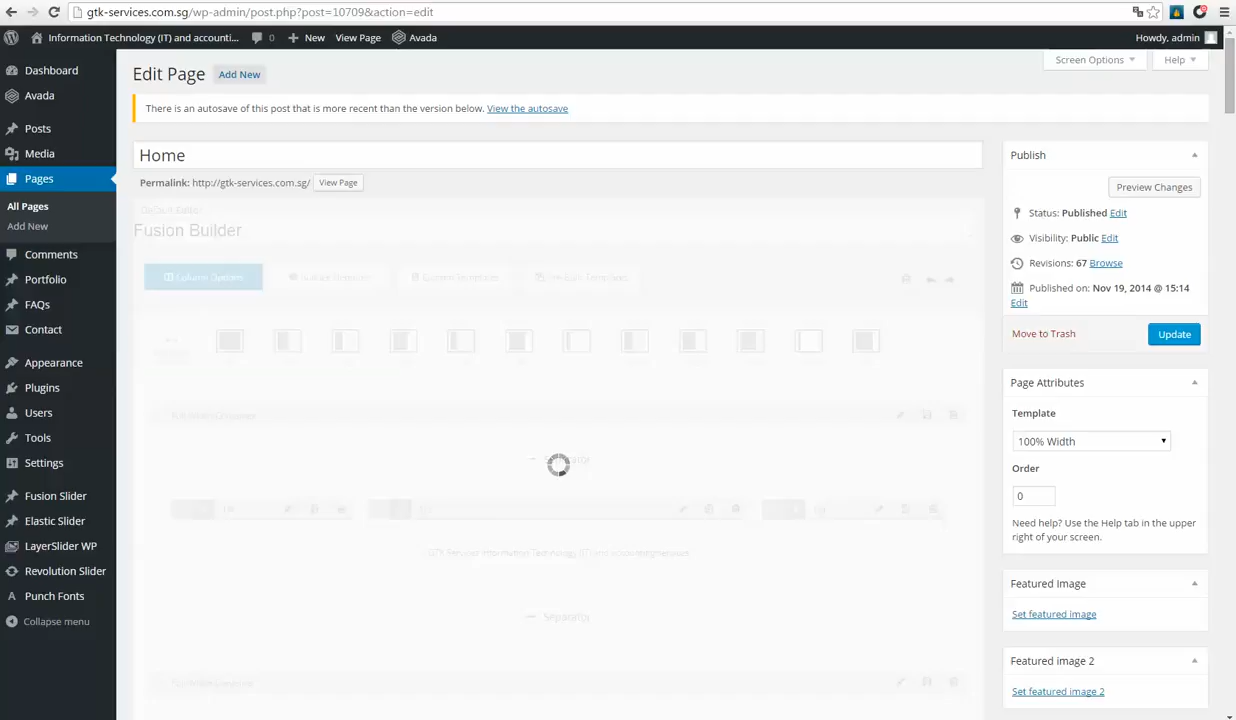 gtk-services.com.sg/wp-admin/post.php?post=10709&action=edit
Information Technology (IT) and accounti...
0
New
View Page
Avada
Howdy, admin
Dashboard
Avada
Posts
Media
Pages
All Pages
Add New
Comments
Portfolio
FAQs
Contact
Appearance
Plugins
Users
Tools
Settings
Fusion Slider
Elastic Slider
LayerSlider WP
Revolution Slider
Punch Fonts
Collapse menu
Edit Page
Add New
Screen Options
Help
There is an autosave of this post that is more recent than the version below. View the autosave
Home
Permalink: http://gtk-services.com.sg/
View Page
Default Editor
Fusion Builder
Column Options
Separator
Publish
Preview Changes
Status: Published Edit
Visibility: Public Edit
Revisions: 67 Browse
Published on: Nov 19, 2014 @ 15:14
Edit
Move to Trash
Update
Page Attributes
Template
100% Width
Order
0
Need help? Use the Help tab in the upper
right of your screen.
Featured Image
Set featured image
Featured image 2
Set featured image 2